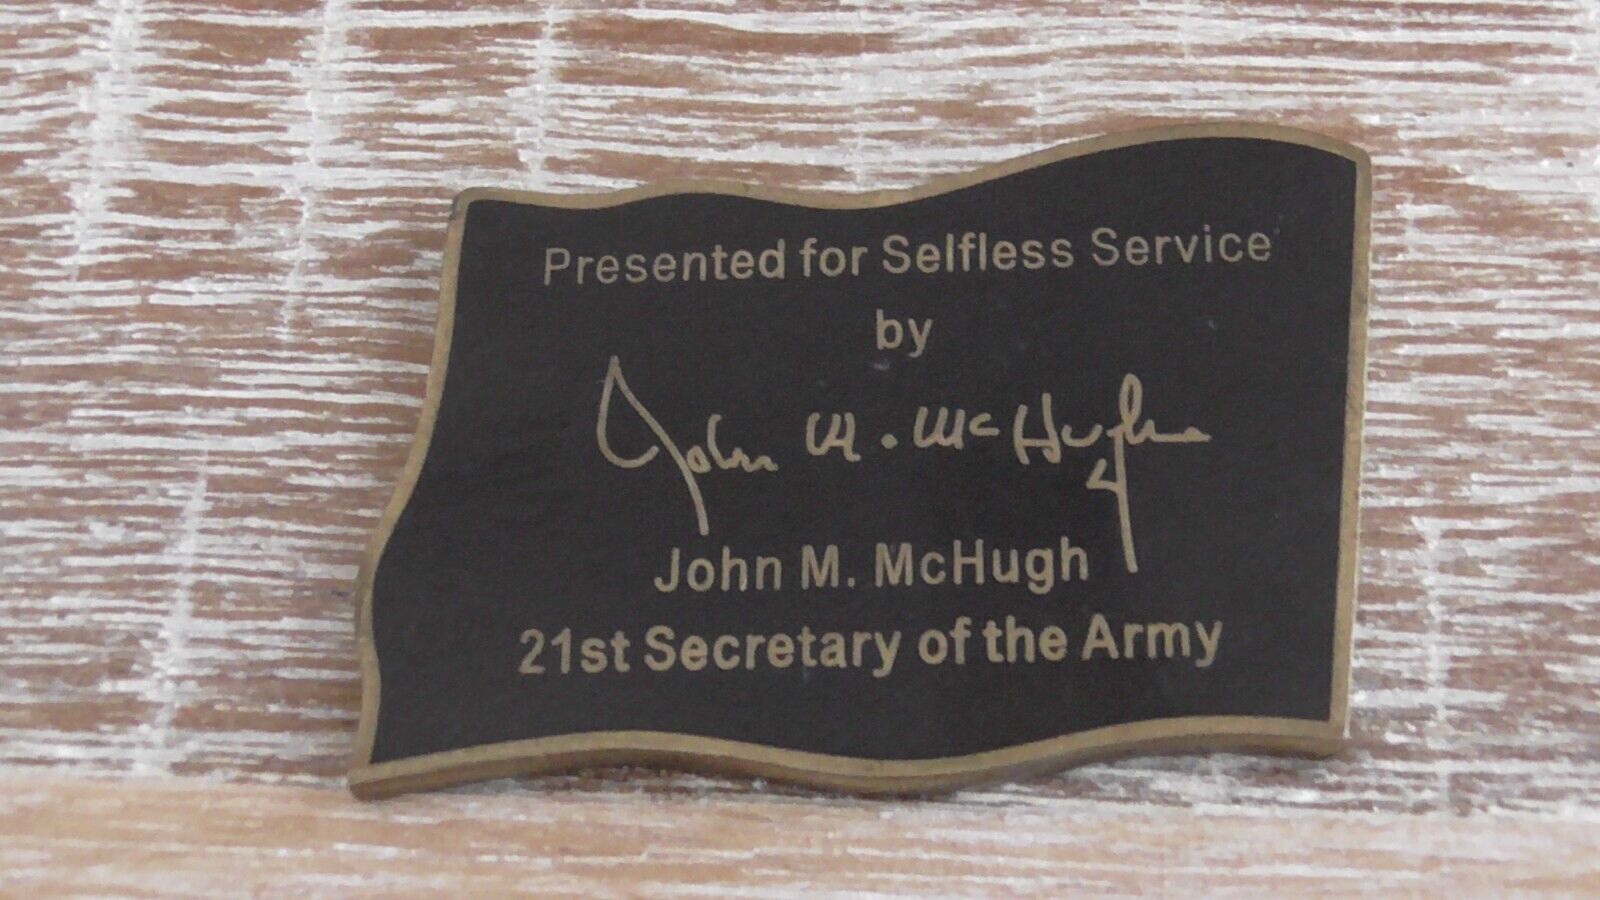 Presented for Selfless Service
by
John M. McHugh
John M. McHugh
21st Secretary of the Army